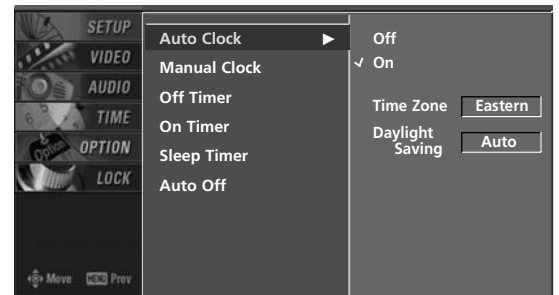 SETUP
VIDEO
AUDIO
TIME
OPTION
LOCK
Move MENU Prev
Auto Clock
Manual Clock
Off Timer
On Timer
Sleep Timer
Auto Off
Off
On
Time Zone Eastern
Daylight
Saving Auto